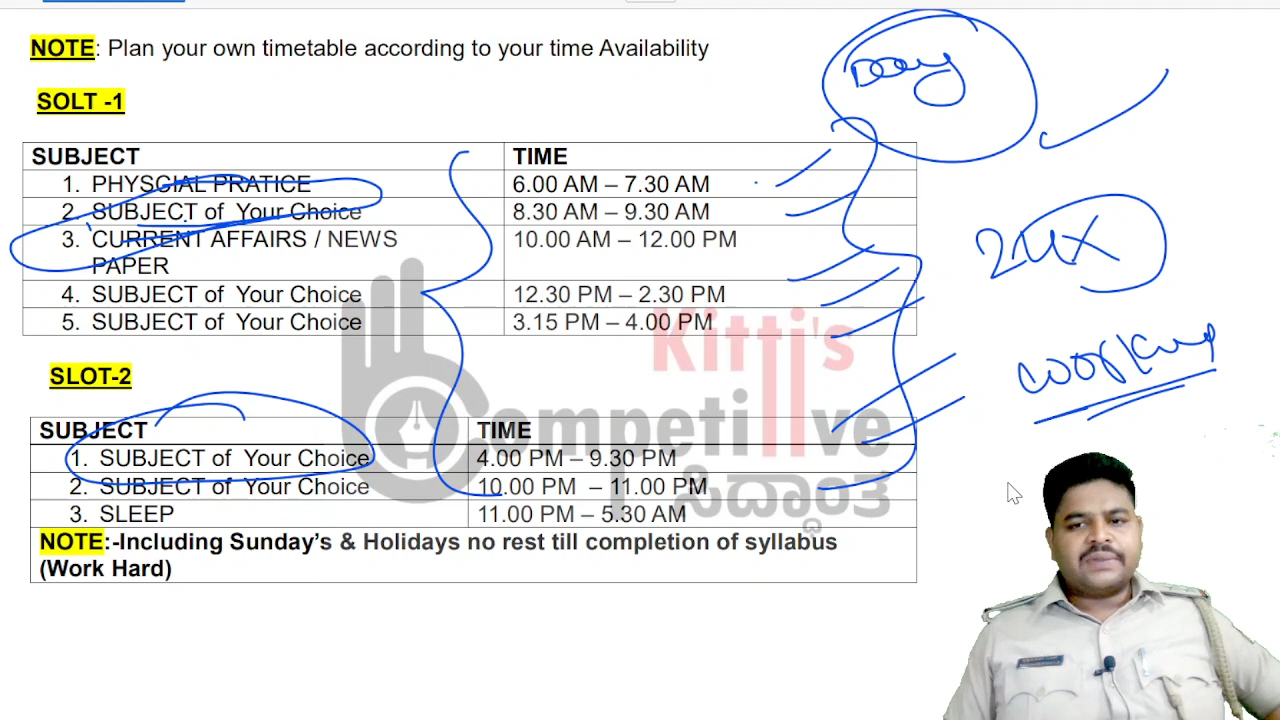 NOTE: Plan your own timetable according to your time Availability
SOLT -1
SUBJECT TIME
1. PHYSCIAL PRATICE 6.00 AM – 7.30 AM
2. SUBJECT of Your Choice 8.30 AM – 9.30 AM
3. CURRENT AFFAIRS / NEWS 10.00 AM – 12.00 PM
PAPER
4. SUBJECT of Your Choice 12.30 PM – 2.30 PM
5. SUBJECT of Your Choice 3.15 PM – 4.00 PM
SLOT-2
SUBJECT TIME
1. SUBJECT of Your Choice 4.00 PM – 9.30 PM
2. SUBJECT of Your Choice 10.00 PM – 11.00 PM
3. SLEEP 11.00 PM – 5.30 AM
NOTE:-Including Sunday's & Holidays no rest till completion of syllabus
(Work Hard)
Kitti's
Competitive
ಸಿದ್ಧಾಂತ